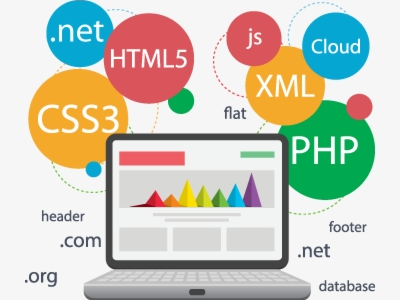 .net
HTML5
CSS3
js
Cloud
XML
flat
PHP
header
.com
.org
footer
.net
database